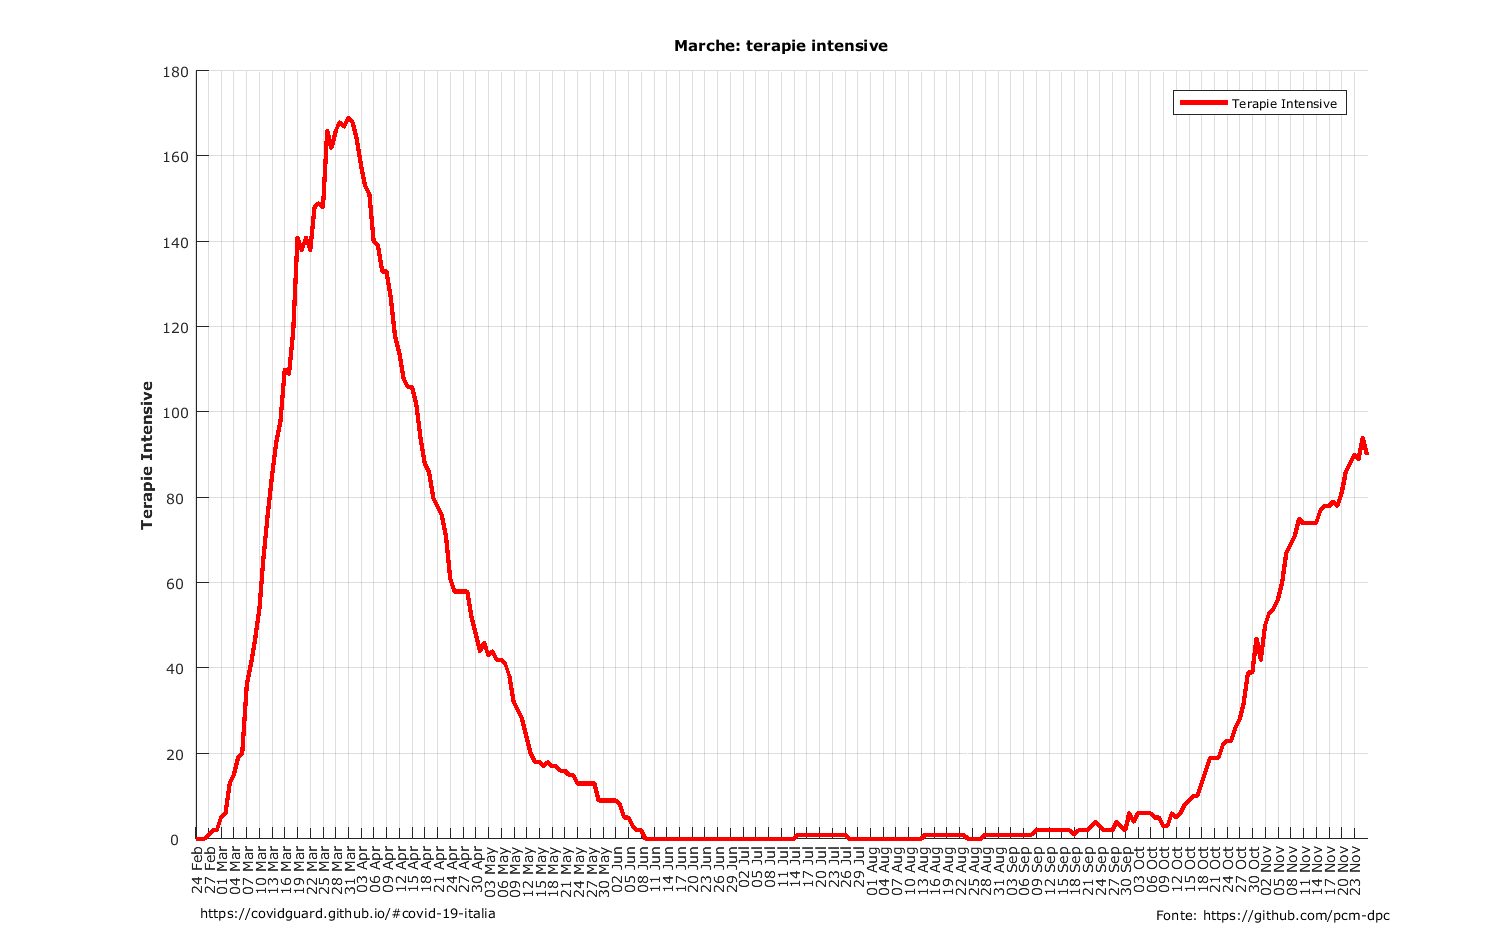 Marche: terapie intensive
Terapie Intensive
Terapie Intensive
180
160
140
120
100
80
60
40
20
0
24 Feb
27 Feb
01 Mar
04 Mar
07 Mar
10 Mar
13 Mar
16 Mar
19 Mar
22 Mar
25 Mar
28 Mar
31 Mar
03 Apr
06 Apr
09 Apr
12 Apr
15 Apr
18 Apr
21 Apr
24 Apr
27 Apr
30 Apr
03 May
06 May
09 May
12 May
15 May
18 May
21 May
24 May
27 May
30 May
02 Jun
05 Jun
08 Jun
11 Jun
14 Jun
17 Jun
20 Jun
23 Jun
26 Jun
29 Jun
02 Jul
05 Jul
08 Jul
11 Jul
14 Jul
17 Jul
20 Jul
23 Jul
26 Jul
29 Jul
01 Aug
04 Aug
07 Aug
10 Aug
13 Aug
16 Aug
19 Aug
22 Aug
25 Aug
28 Aug
31 Aug
03 Sep
06 Sep
09 Sep
12 Sep
15 Sep
18 Sep
21 Sep
24 Sep
27 Sep
30 Sep
03 Oct
06 Oct
09 Oct
12 Oct
15 Oct
18 Oct
21 Oct
24 Oct
27 Oct
30 Oct
02 Nov
05 Nov
08 Nov
11 Nov
14 Nov
17 Nov
20 Nov
23 Nov
https://covidguard.github.io/#covid-19-italia
Fonte: https://github.com/pcm-dpc